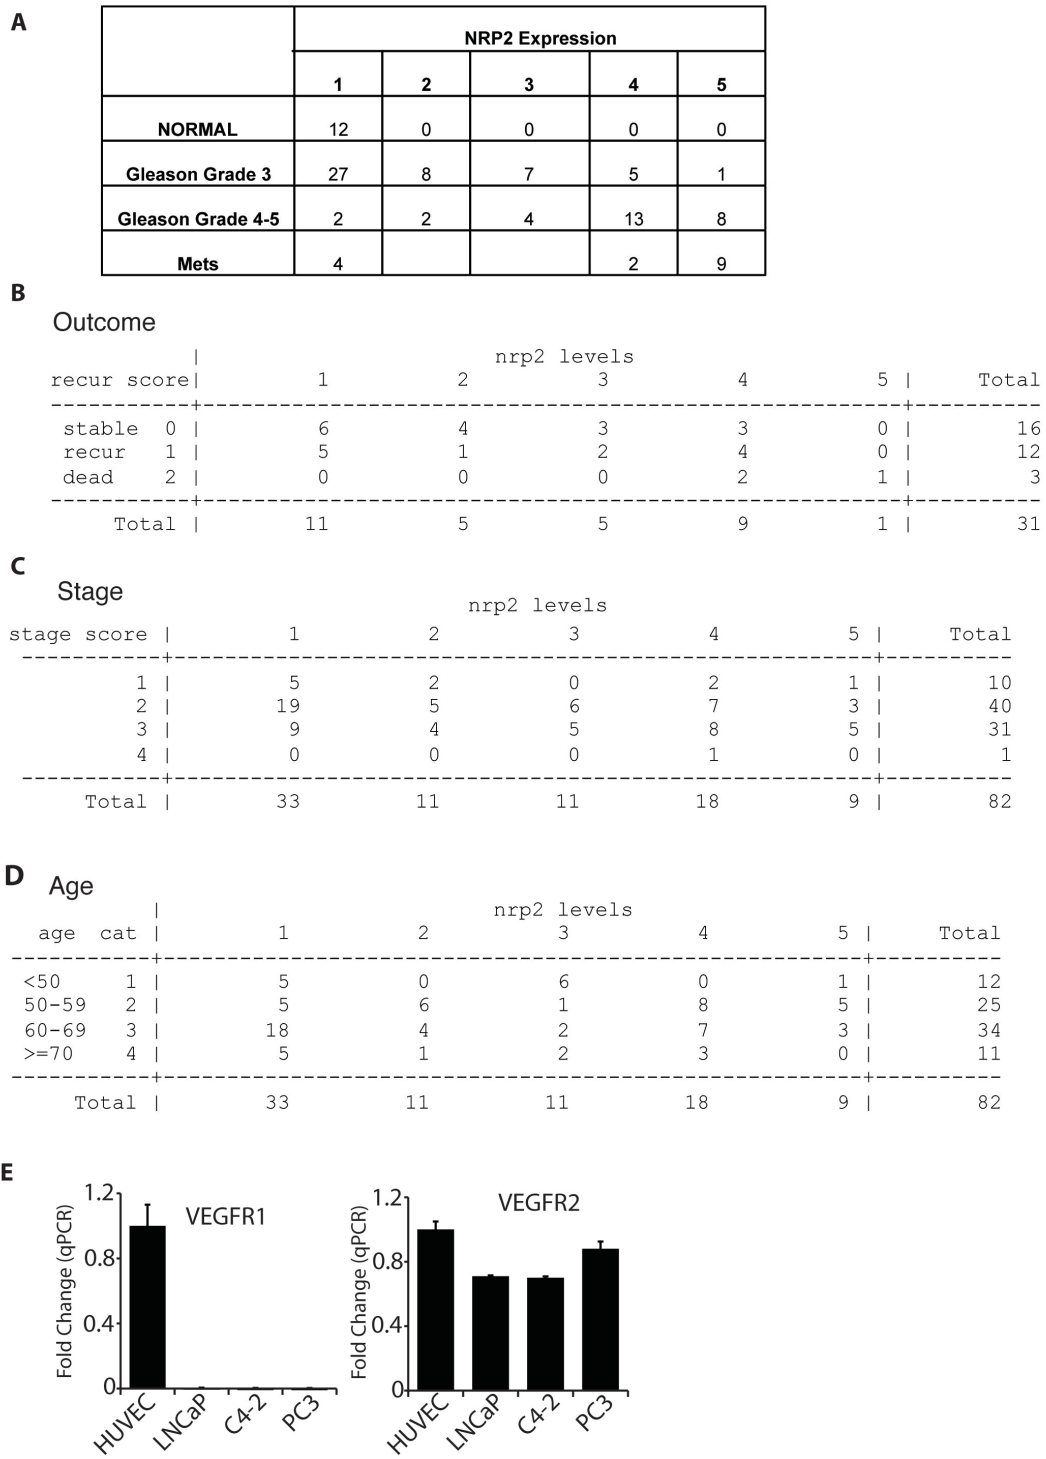 A
NRP2 Expression
1 2 3 4 5
NORMAL 12 0 0 0 0
Gleason Grade 3 27 8 7 5 1
Gleason Grade 4-5 2 2 4 13 8
Mets 4 2 9
B
Outcome
| nrp2 levels
recur score| 1 2 3 4 5 | Total
-----------+----------------------------------------------+----------
stable 0 | 6 4 3 3 0 | 16
recur 1 | 5 1 2 4 0 | 12
dead 2 | 0 0 0 2 1 | 3
-----------+----------------------------------------------+----------
Total | 11 5 5 9 1 | 31
C
Stage
nrp2 levels
stage score | 1 2 3 4 5 | Total
-----------+----------------------------------------------+----------
1 | 5 2 0 2 1 | 10
2 | 19 5 6 7 3 | 40
3 | 9 4 5 8 5 | 31
4 | 0 0 0 1 0 | 1
-----------+----------------------------------------------+----------
Total | 33 11 11 18 9 | 82
D
Age
| nrp2 levels
age cat | 1 2 3 4 5 | Total
-----------+----------------------------------------------+----------
<50 1 | 5 0 6 0 1 | 12
50-59 2 | 5 6 1 8 5 | 25
60-69 3 | 18 4 2 7 3 | 34
>=70 4 | 5 1 2 3 0 | 11
-----------+----------------------------------------------+----------
Total | 33 11 11 18 9 | 82
E
VEGFR1
Fold Change (qPCR)
1.2
0.8
0.4
0
HUVEC LNCaP C4-2 PC3
VEGFR2
Fold Change (qPCR)
1.2
0.8
0.4
0
HUVEC LNCaP C4-2 PC3